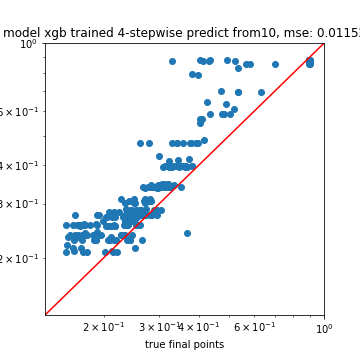 model xgb trained 4-stepwise predict from10, mse: 0.0115
10⁰
6×10⁻¹
4×10⁻¹
3×10⁻¹
2×10⁻¹
2×10⁻¹ 3×10⁻¹ 4×10⁻¹ 6×10⁻¹ 10⁰
true final points